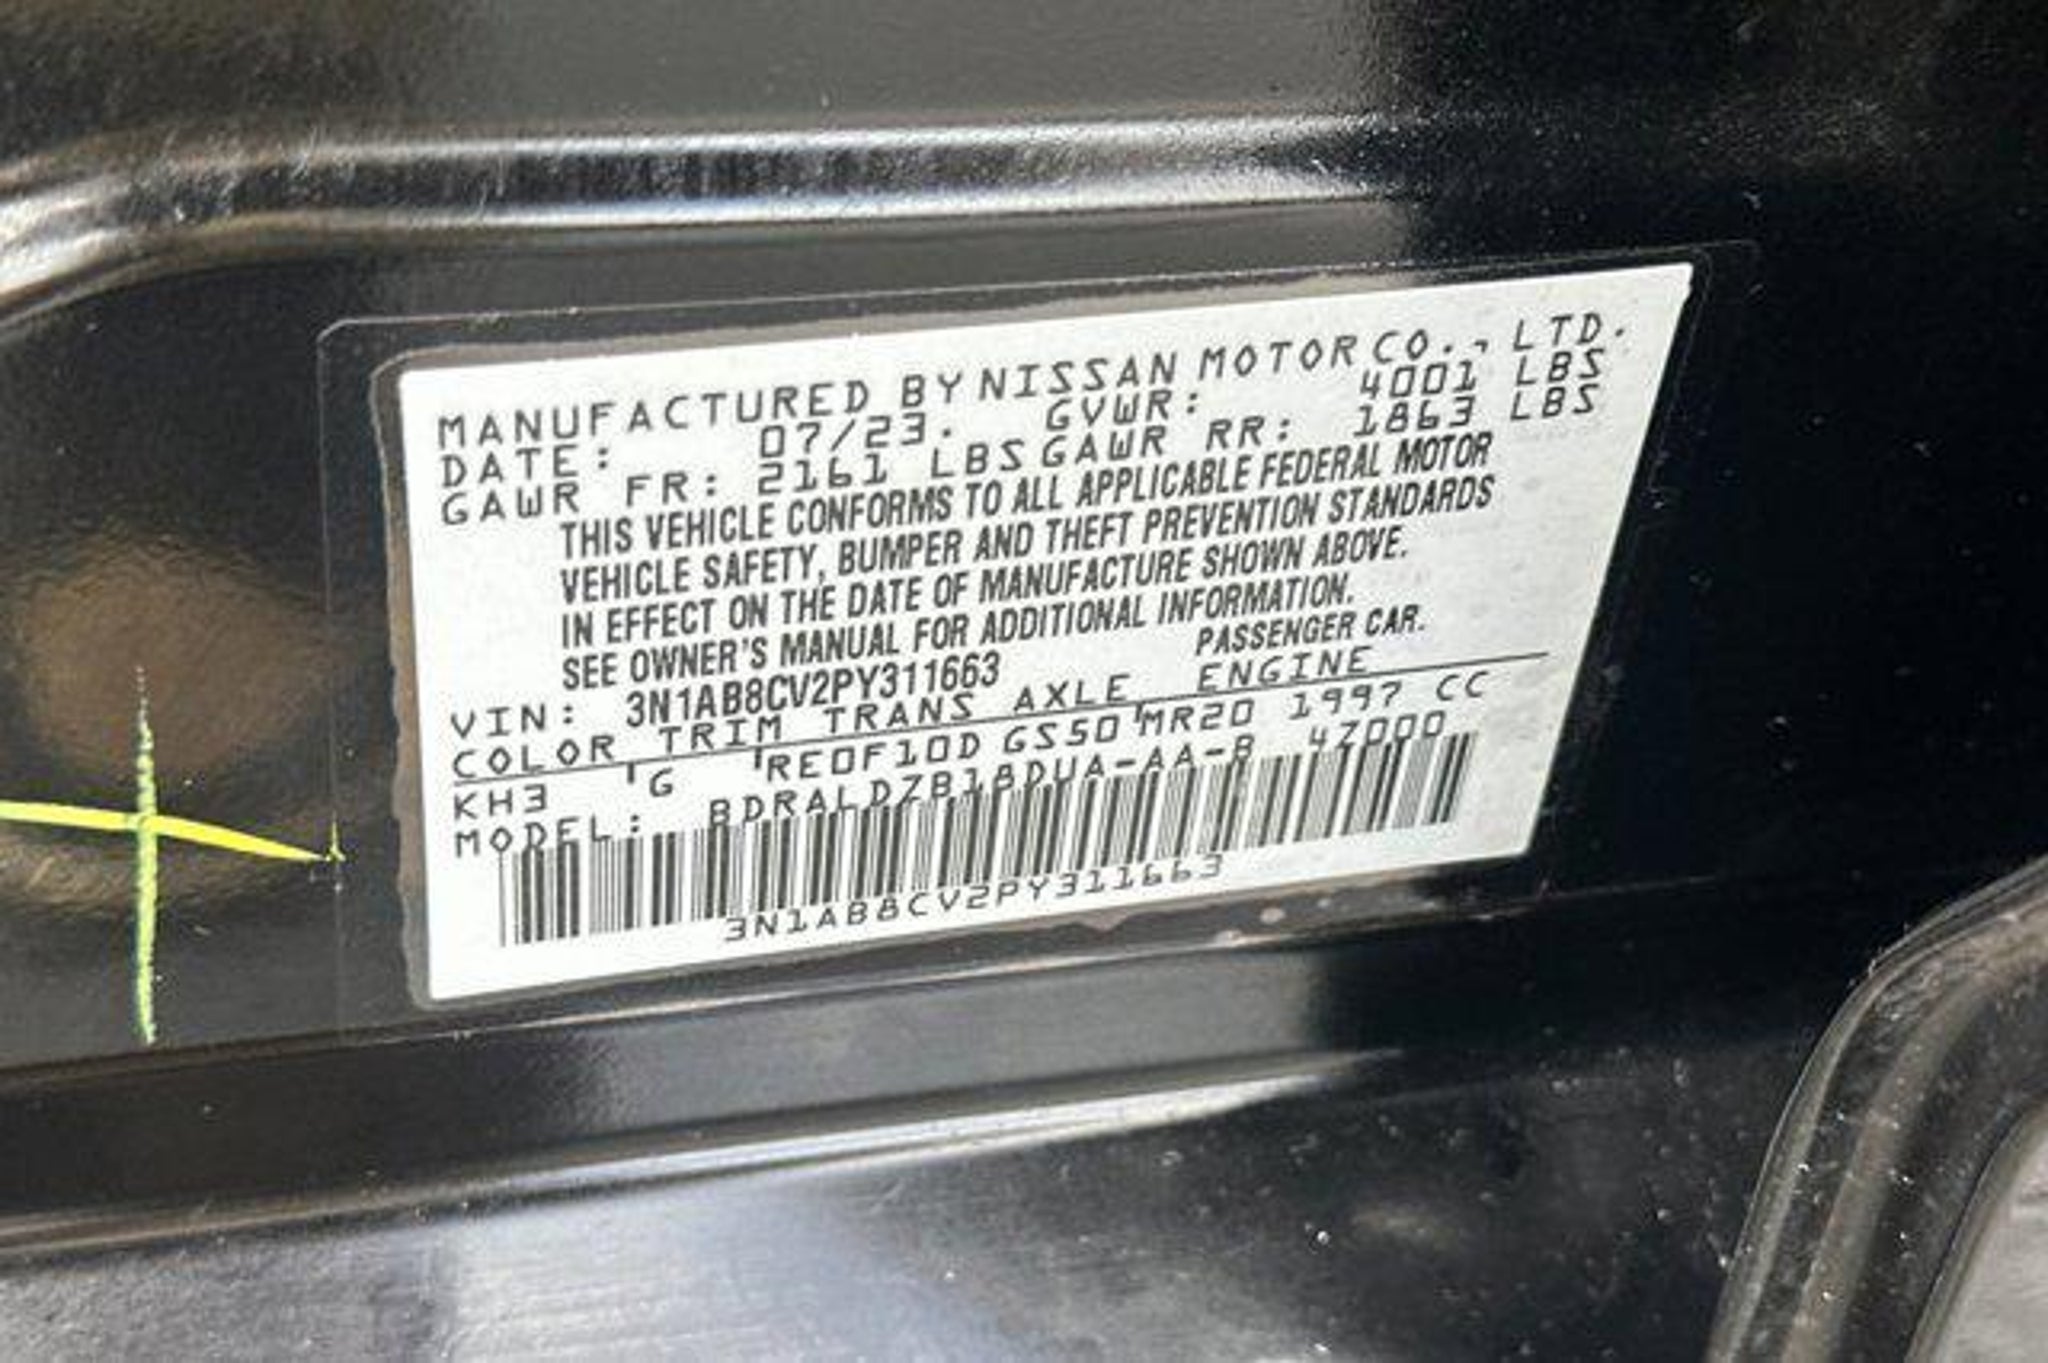 MANUFACTURED BY NISSAN MOTOR CO., LTD.
DATE: 07/23. GVWR: 4001 LBS
GAWR FR: 2161 LBS GAWR RR: 1863 LBS
THIS VEHICLE CONFORMS TO ALL APPLICABLE FEDERAL MOTOR
VEHICLE SAFETY, BUMPER AND THEFT PREVENTION STANDARDS
IN EFFECT ON THE DATE OF MANUFACTURE SHOWN ABOVE.
SEE OWNER'S MANUAL FOR ADDITIONAL INFORMATION.
VIN: 3N1AB8CV2PY311663 PASSENGER CAR.
COLOR TRIM TRANS AXLE ENGINE
KH3 G RE0F10D GS50 MR20 1997 CC
MODEL: BDRALDZB18DUA-AA-B 4Z000
3N1AB8CV2PY311663